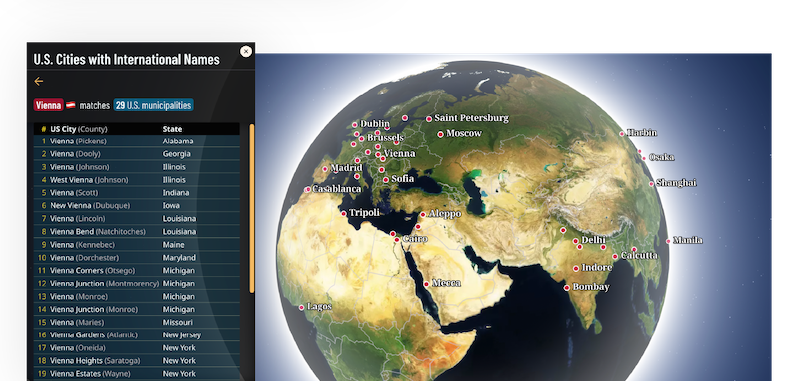 U.S. Cities with International Names
Vienna matches 29 U.S. municipalities
# US City (County) State
1 Vienna (Pickens) Alabama
2 Vienna (Dooly) Georgia
3 Vienna (Johnson) Illinois
4 West Vienna (Johnson) Illinois
5 Vienna (Scott) Indiana
6 New Vienna (Dubuque) Iowa
7 Vienna (Lincoln) Louisiana
8 Vienna Bend (Natchitoches) Louisiana
9 Vienna (Kennebec) Maine
10 Vienna (Dorchester) Maryland
11 Vienna Corners (Otsego) Michigan
12 Vienna Junction (Montmorency) Michigan
13 Vienna (Monroe) Michigan
14 Vienna Junction (Monroe) Michigan
15 Vienna (Maries) Missouri
16 Vienna Gardens (Atlantic) New Jersey
17 Vienna (Oneida) New York
18 Vienna Heights (Saratoga) New York
19 Vienna Estates (Wayne) New York
Saint Petersburg
Dublin
Moscow
Harbin
Brussels
Vienna
Osaka
Madrid
Sofia
Shanghai
Casablanca
Tripoli
Aleppo
Cairo
Delhi
Manila
Calcutta
Indore
Mecca
Bombay
Lagos